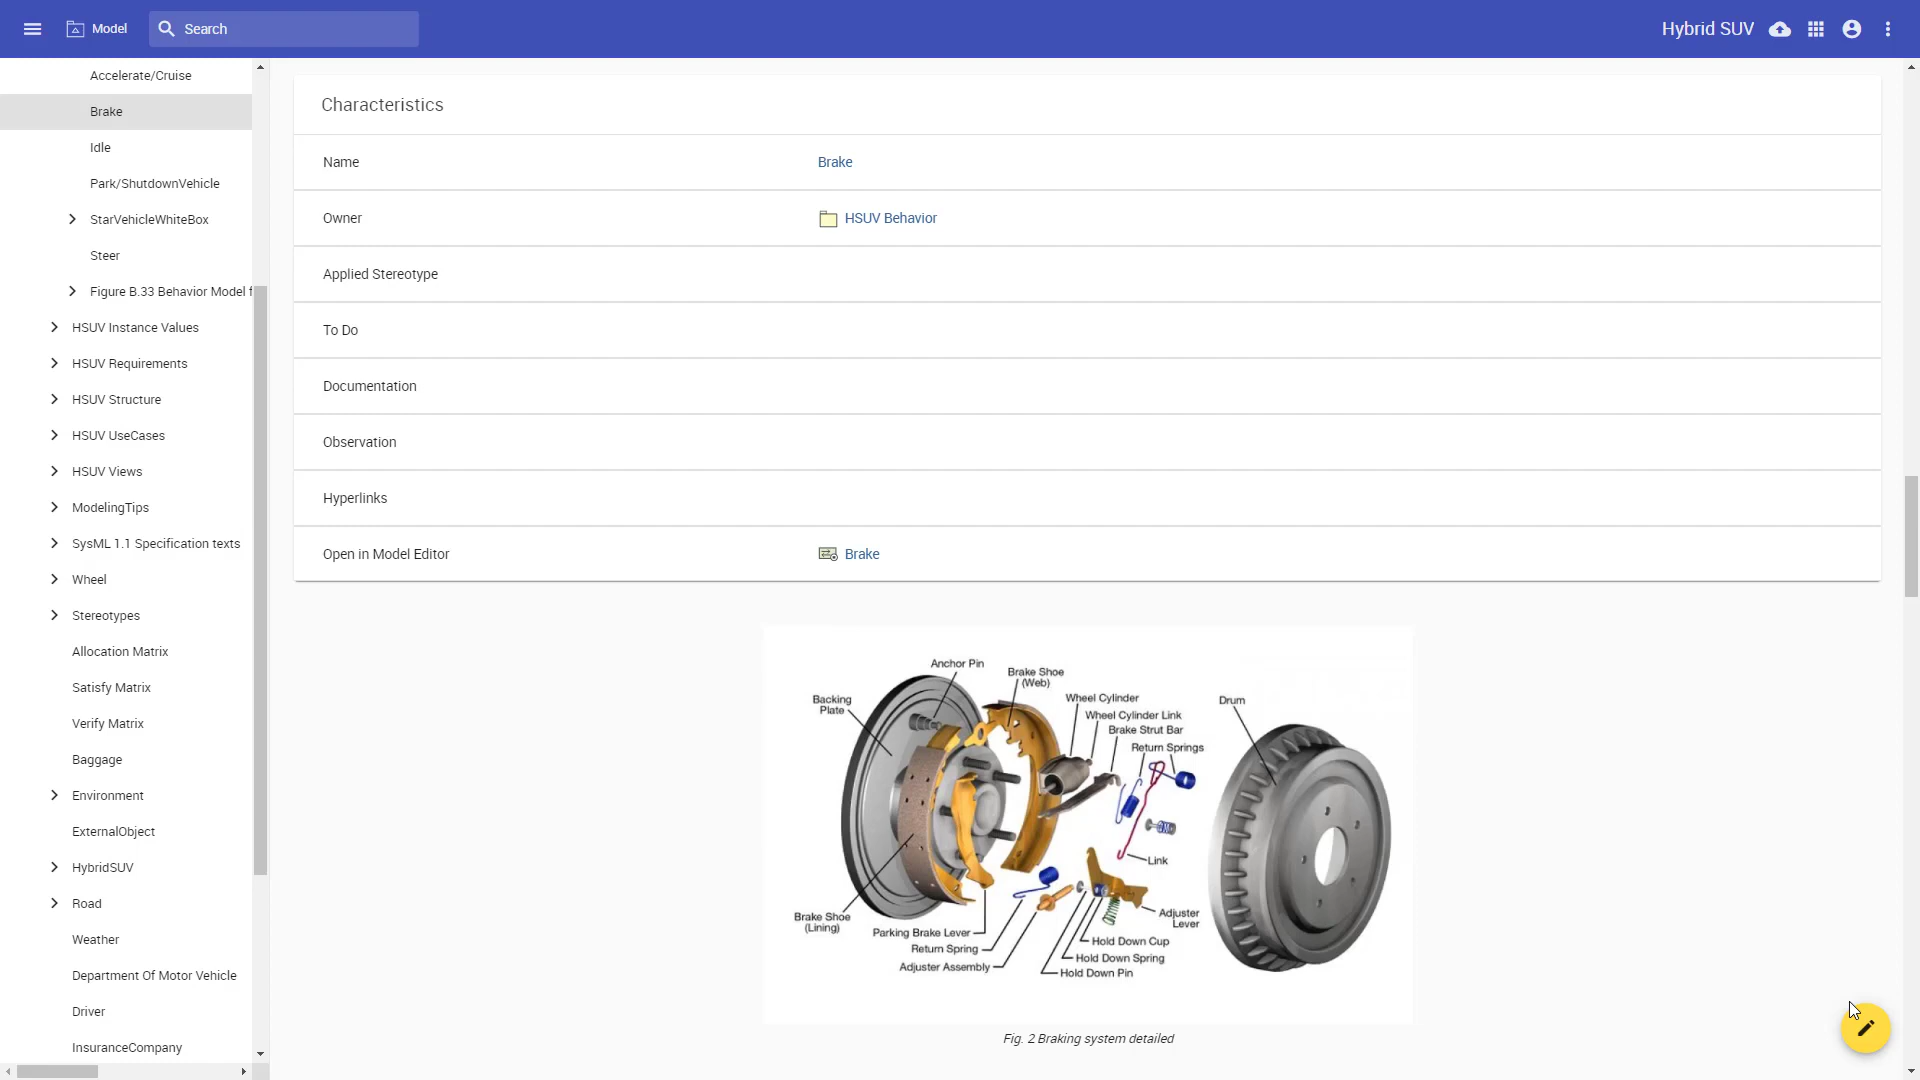 Model
Search
Hybrid SUV
Accelerate/Cruise
Brake
Idle
Park/ShutdownVehicle
StarVehicleWhiteBox
Steer
Figure B.33 Behavior Model f
HSUV Instance Values
HSUV Requirements
HSUV Structure
HSUV UseCases
HSUV Views
ModelingTips
SysML 1.1 Specification texts
Wheel
Stereotypes
Allocation Matrix
Satisfy Matrix
Verify Matrix
Baggage
Environment
ExternalObject
HybridSUV
Road
Weather
Department Of Motor Vehicle
Driver
InsuranceCompany
Characteristics
Name Brake
Owner HSUV Behavior
Applied Stereotype
To Do
Documentation
Observation
Hyperlinks
Open in Model Editor Brake
Anchor Pin
Brake Shoe
(Web)
Backing
Plate
Wheel Cylinder
Drum
Wheel Cylinder Link
Brake Strut Bar
Return Springs
Link
Brake Shoe
(Lining)
Adjuster
Lever
Parking Brake Lever
Hold Down Cup
Return Spring
Hold Down Spring
Adjuster Assembly
Hold Down Pin
Fig. 2 Braking system detailed